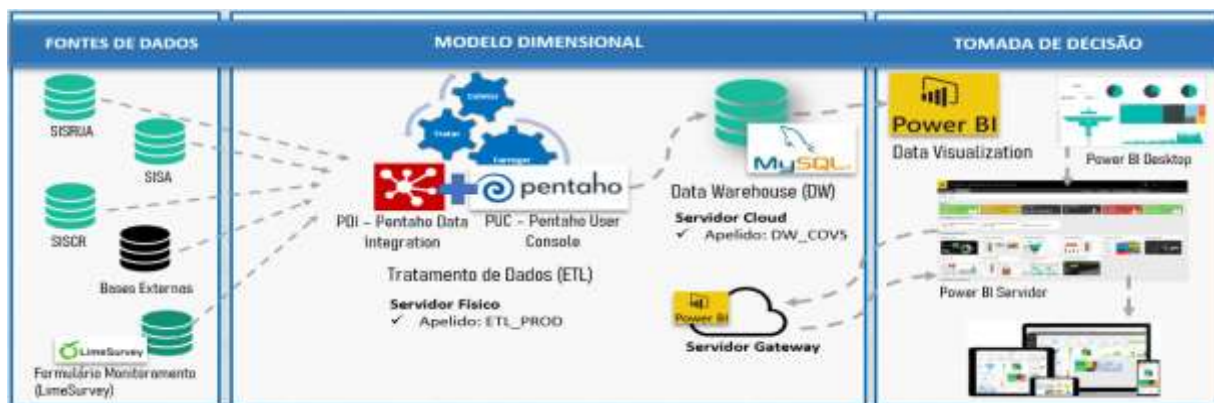 FONTES DE DADOS
SISRUA
SISA
SISCR
Bases Externas
LimeSurvey
Formulário Monitoramento
(LimeSurvey)
MODELO DIMENSIONAL
Coletar
Tratar
Carregar
pentaho
PDI – Pentaho Data
Integration
PUC – Pentaho User
Console
Tratamento de Dados (ETL)
Servidor Físico
✓ Apelido: ETL_PROD
MySQL
Data Warehouse (DW)
Servidor Cloud
✓ Apelido: DW_COVS
Power BI
Servidor Gateway
TOMADA DE DECISÃO
Power BI
Data Visualization
Power BI Desktop
Power BI Servidor